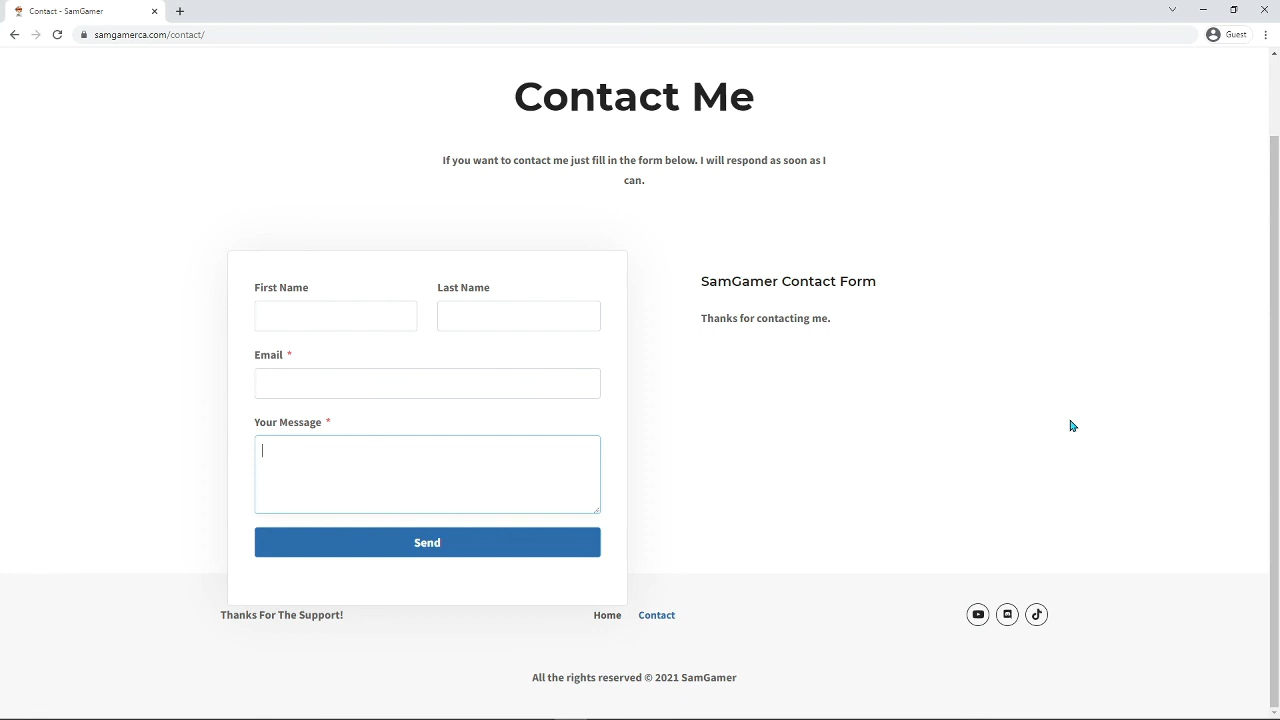 Contact - SamGamer
samgamerca.com/contact/
Guest
Contact Me
If you want to contact me just fill in the form below. I will respond as soon as I
can.
First Name
Last Name
Email *
Your Message *
Send
SamGamer Contact Form
Thanks for contacting me.
Thanks For The Support!
Home
Contact
All the rights reserved © 2021 SamGamer